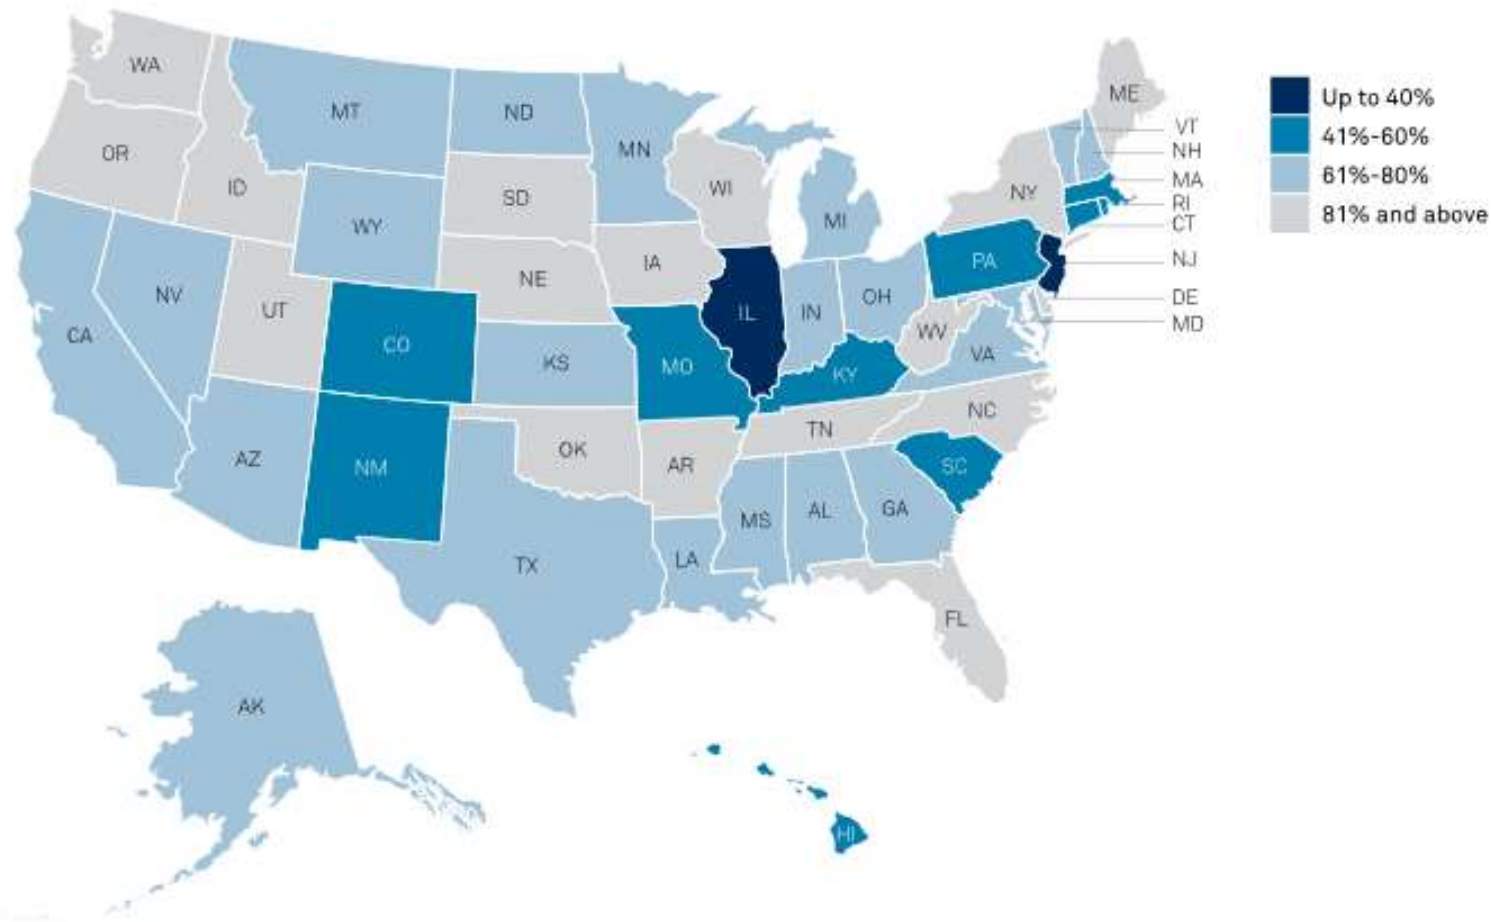 WA
MT
ND
MN
ME
OR
ID
WY
SD
WI
MI
NY
VT
NH
MA
RI
CT
NJ
DE
MD
NV
UT
NE
IA
PA
CA
CO
KS
MO
IL
IN
OH
WV
VA
KY
AZ
NM
OK
AR
TN
NC
SC
TX
LA
MS
AL
GA
FL
AK
HI
Up to 40%
41%-60%
61%-80%
81% and above